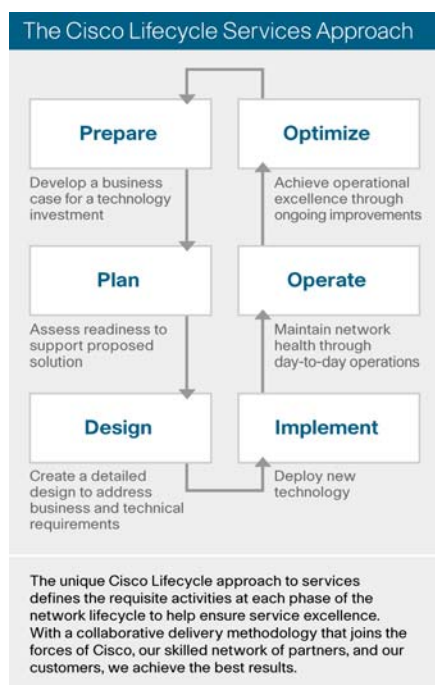 The Cisco Lifecycle Services Approach
Prepare
Develop a business
case for a technology
investment
Plan
Assess readiness to
support proposed
solution
Design
Create a detailed
design to address
business and technical
requirements
Implement
Deploy new
technology
Operate
Maintain network
health through
day-to-day operations
Optimize
Achieve operational
excellence through
ongoing improvements
The unique Cisco Lifecycle approach to services
defines the requisite activities at each phase of the
network lifecycle to help ensure service excellence.
With a collaborative delivery methodology that joins the
forces of Cisco, our skilled network of partners, and our
customers, we achieve the best results.